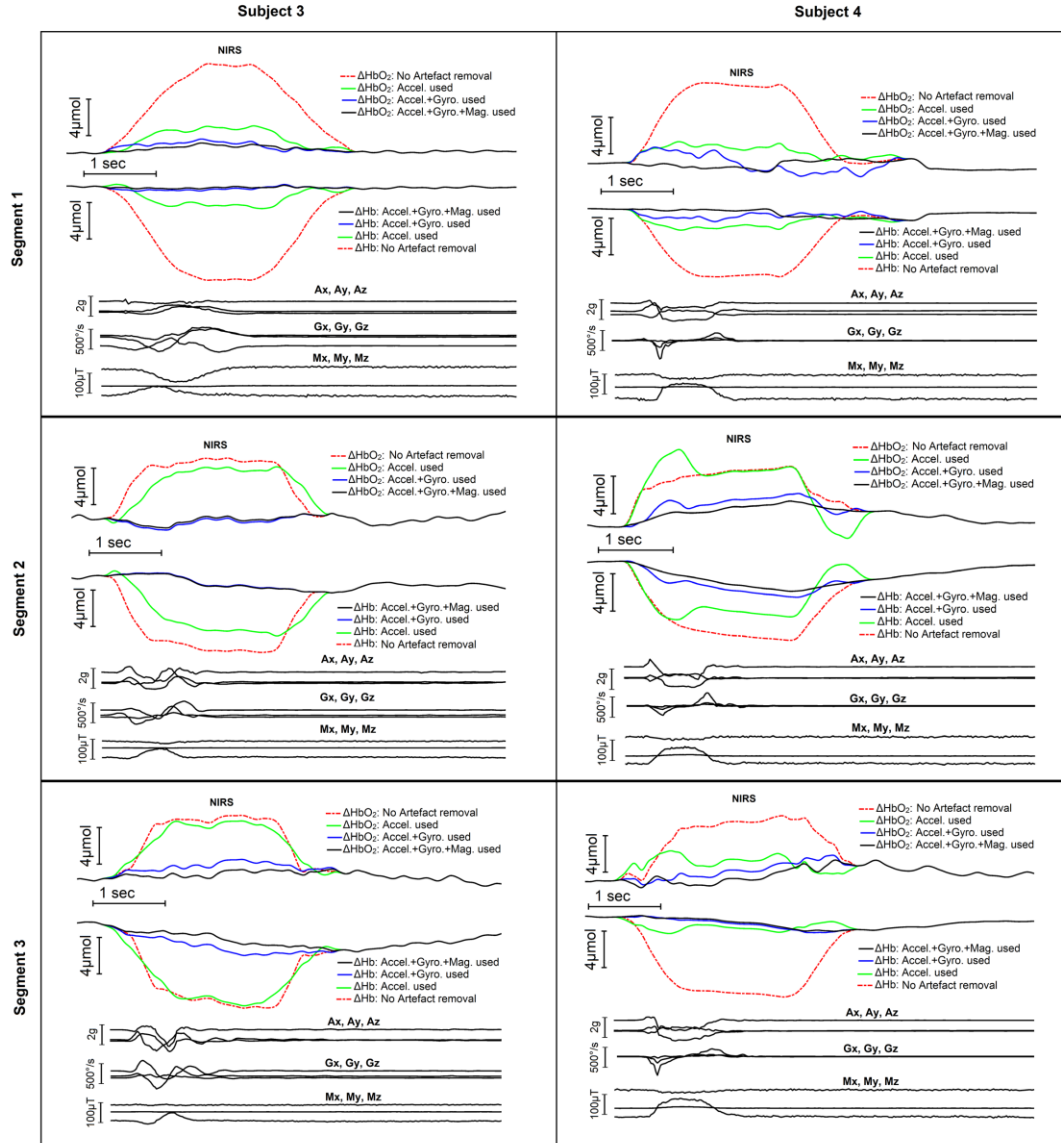 Subject 3
Subject 4
Segment 1
NIRS
ΔHbO₂: No Artefact removal
ΔHbO₂: Accel. used
ΔHbO₂: Accel.+Gyro. used
ΔHbO₂: Accel.+Gyro.+Mag. used
4μmol
1 sec
4μmol
ΔHb: Accel.+Gyro.+Mag. used
ΔHb: Accel.+Gyro. used
ΔHb: Accel. used
ΔHb: No Artefact removal
Ax, Ay, Az
2g
Gx, Gy, Gz
500°/s
Mx, My, Mz
100μT
NIRS
ΔHbO₂: No Artefact removal
ΔHbO₂: Accel. used
ΔHbO₂: Accel.+Gyro. used
ΔHbO₂: Accel.+Gyro.+Mag. used
4μmol
1 sec
4μmol
ΔHb: Accel.+Gyro.+Mag. used
ΔHb: Accel.+Gyro. used
ΔHb: Accel. used
ΔHb: No Artefact removal
Ax, Ay, Az
2g
Gx, Gy, Gz
500°/s
Mx, My, Mz
100μT
Segment 2
NIRS
ΔHbO₂: No Artefact removal
ΔHbO₂: Accel. used
ΔHbO₂: Accel.+Gyro. used
ΔHbO₂: Accel.+Gyro.+Mag. used
4μmol
1 sec
4μmol
ΔHb: Accel.+Gyro.+Mag. used
ΔHb: Accel.+Gyro. used
ΔHb: Accel. used
ΔHb: No Artefact removal
Ax, Ay, Az
2g
Gx, Gy, Gz
500°/s
Mx, My, Mz
100μT
NIRS
ΔHbO₂: No Artefact removal
ΔHbO₂: Accel. used
ΔHbO₂: Accel.+Gyro. used
ΔHbO₂: Accel.+Gyro.+Mag. used
4μmol
1 sec
4μmol
ΔHb: Accel.+Gyro.+Mag. used
ΔHb: Accel.+Gyro. used
ΔHb: Accel. used
ΔHb: No Artefact removal
Ax, Ay, Az
2g
Gx, Gy, Gz
500°/s
Mx, My, Mz
100μT
Segment 3
NIRS
ΔHbO₂: No Artefact removal
ΔHbO₂: Accel. used
ΔHbO₂: Accel.+Gyro. used
ΔHbO₂: Accel.+Gyro.+Mag. used
4μmol
1 sec
4μmol
ΔHb: Accel.+Gyro.+Mag. used
ΔHb: Accel.+Gyro. used
ΔHb: Accel. used
ΔHb: No Artefact removal
Ax, Ay, Az
2g
Gx, Gy, Gz
500°/s
Mx, My, Mz
100μT
NIRS
ΔHbO₂: No Artefact removal
ΔHbO₂: Accel. used
ΔHbO₂: Accel.+Gyro. used
ΔHbO₂: Accel.+Gyro.+Mag. used
4μmol
1 sec
4μmol
ΔHb: Accel.+Gyro.+Mag. used
ΔHb: Accel.+Gyro. used
ΔHb: Accel. used
ΔHb: No Artefact removal
Ax, Ay, Az
2g
Gx, Gy, Gz
500°/s
Mx, My, Mz
100μT